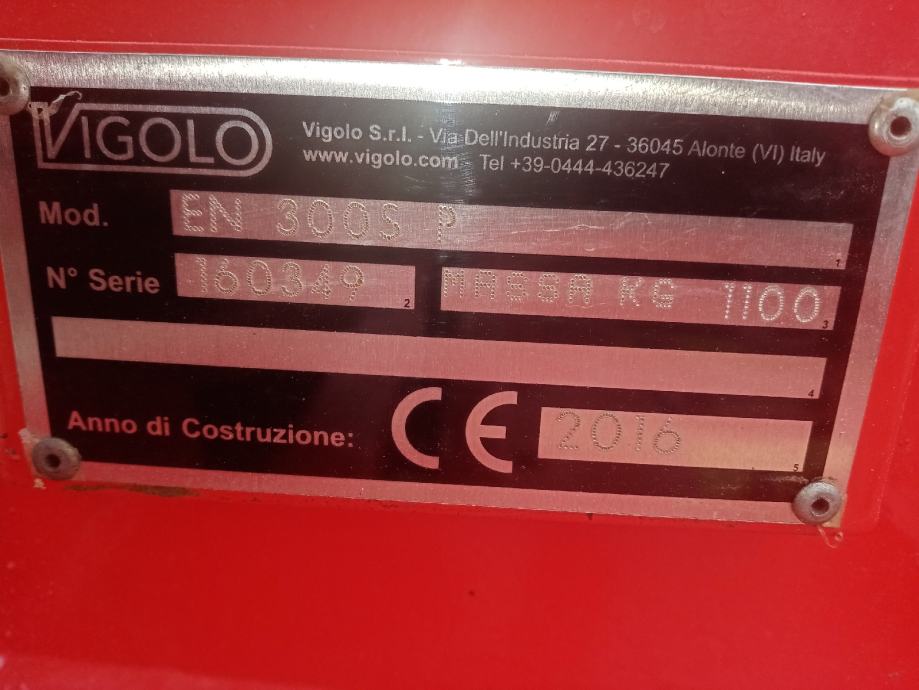 VIGOLO
Vigolo S.r.l. - Via Dell'Industria 27 - 36045 Alonte (VI) Italy
www.vigolo.com Tel +39-0444-436247
Mod. EN 300S P
1
N° Serie 160349 2 MASSA KG 1100 3
4
Anno di Costruzione: CE 2016 5